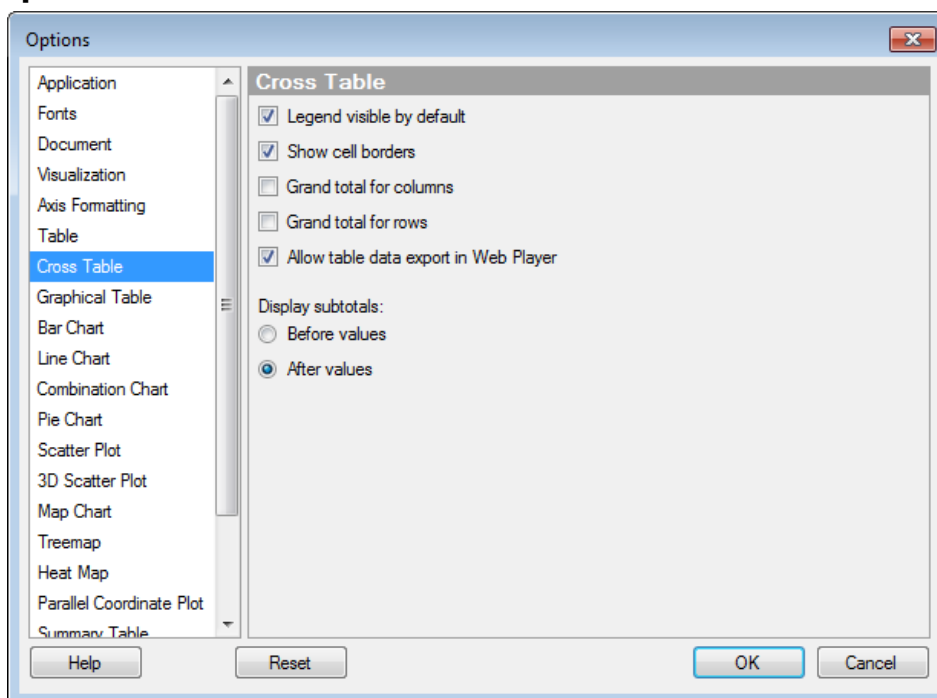 Options
Application
Fonts
Document
Visualization
Axis Formatting
Table
Cross Table
Graphical Table
Bar Chart
Line Chart
Combination Chart
Pie Chart
Scatter Plot
3D Scatter Plot
Map Chart
Treemap
Heat Map
Parallel Coordinate Plot
Summary Table
Cross Table
Legend visible by default
Show cell borders
Grand total for columns
Grand total for rows
Allow table data export in Web Player
Display subtotals:
Before values
After values
Help
Reset
OK
Cancel